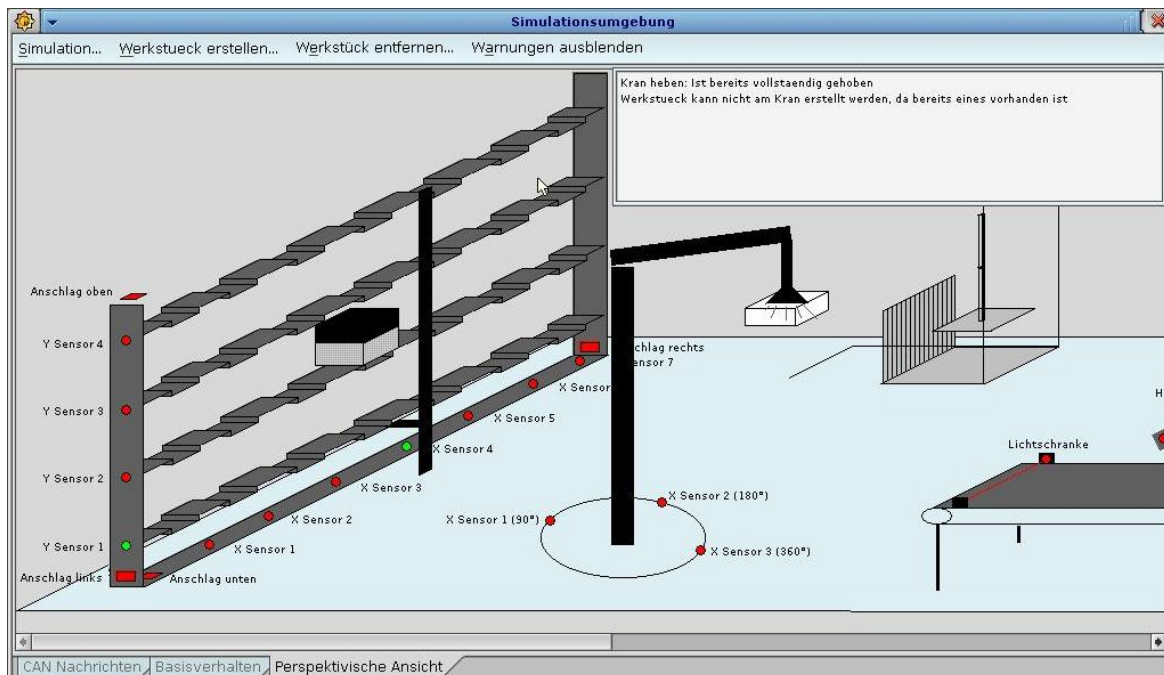 Simulationsumgebung
Simulation... Werkstueck erstellen... Werkstück entfernen... Warnungen ausblenden
Kran heben: Ist bereits vollstaendig gehoben
Werkstueck kann nicht am Kran erstellt werden, da bereits eines vorhanden ist
Anschlag oben
Y Sensor 4
Y Sensor 3
Y Sensor 2
Y Sensor 1
Anschlag links
Anschlag unten
X Sensor 1
X Sensor 2
X Sensor 3
X Sensor 4
X Sensor 5
X Sensor
rechts
7
X Sensor 1 (90°)
X Sensor 2 (180°)
X Sensor 3 (360°)
Lichtschranke
H
CAN Nachrichten Basisverhalten Perspektivische Ansicht